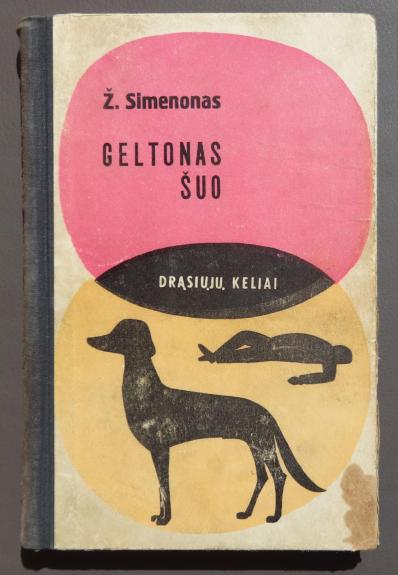 Ž. Simenonas
GELTONAS
ŠUO
DRĄSIŲJŲ KELIAI